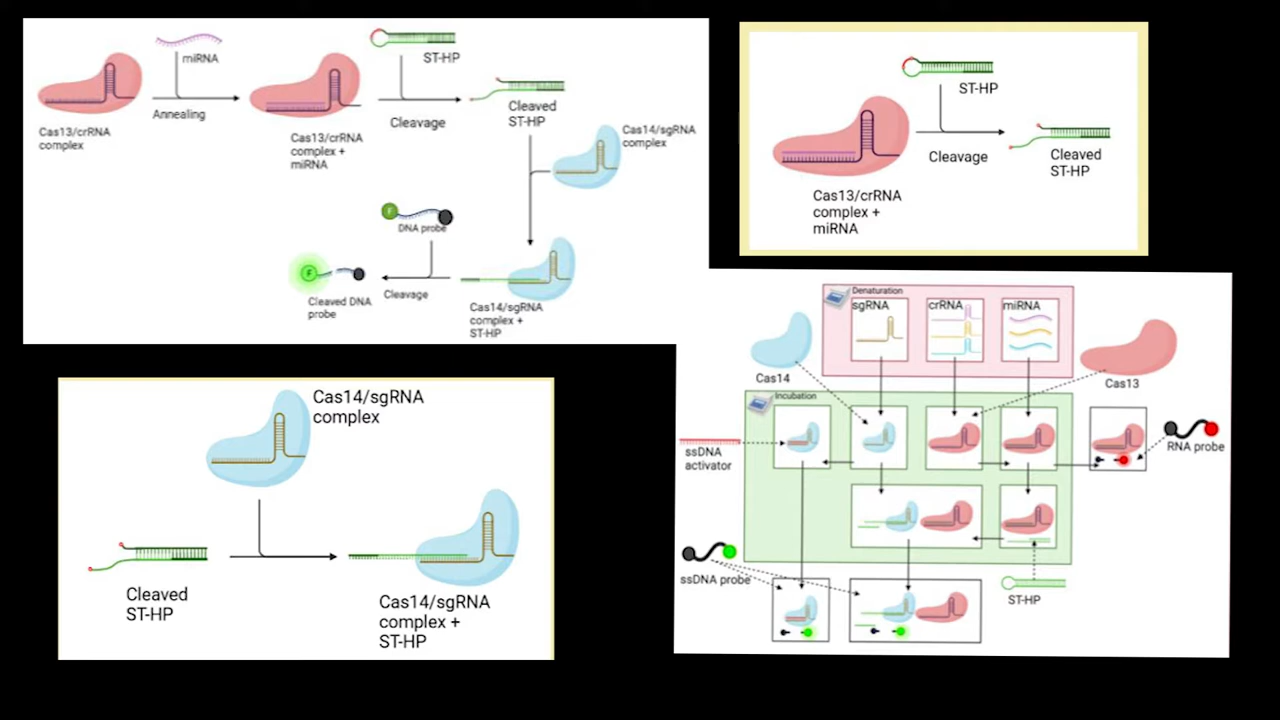 miRNA
Annealing
Cas13/crRNA
complex
Cas13/crRNA
complex +
miRNA
ST-HP
Cleavage
Cleaved
ST-HP
Cas14/sgRNA
complex
F
DNA probe
F
Cleaved DNA
probe
Cleavage
Cas14/sgRNA
complex +
ST-HP
ST-HP
Cleavage
Cleaved
ST-HP
Cas13/crRNA
complex +
miRNA
Cas14/sgRNA
complex
Cleaved
ST-HP
Cas14/sgRNA
complex +
ST-HP
Denaturation
sgRNA
crRNA
miRNA
Cas14
Cas13
Incubation
ssDNA
activator
RNA probe
ssDNA probe
ST-HP